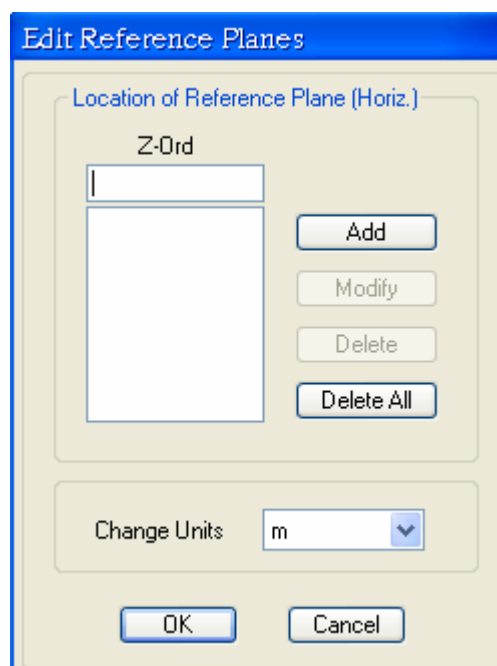 Edit Reference Planes
Location of Reference Plane (Horiz.)
Z-Ord
Add
Modify
Delete
Delete All
Change Units
m
OK
Cancel